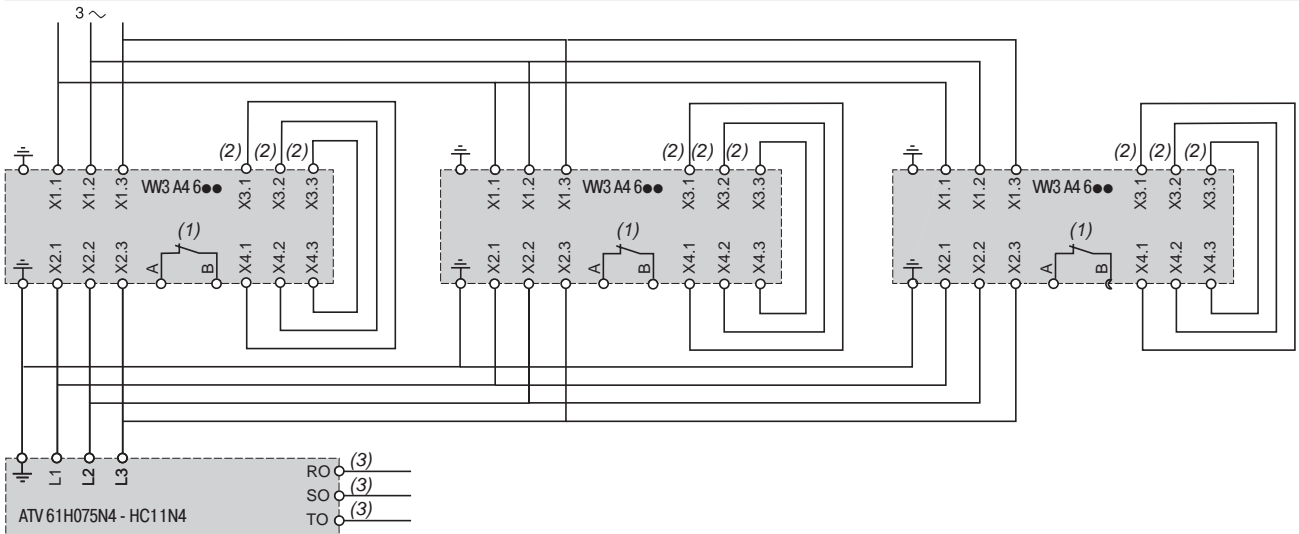 3 ~
(2) (2) (2) (2) (2) (2) (2) (2) (2)
X1.1 X1.2 X1.3 VW3 A4 6●● X3.1 X3.2 X3.3
X2.1 X2.2 X2.3 A (1) B X4.1 X4.2 X4.3
X1.1 X1.2 X1.3 VW3 A4 6●● X3.1 X3.2 X3.3
X2.1 X2.2 X2.3 A (1) B X4.1 X4.2 X4.3
X1.1 X1.2 X1.3 VW3 A4 6●● X3.1 X3.2 X3.3
X2.1 X2.2 X2.3 A (1) B X4.1 X4.2 X4.3
L1 L2 L3
RO (3)
SO (3)
TO (3)
ATV 61H075N4 - HC11N4